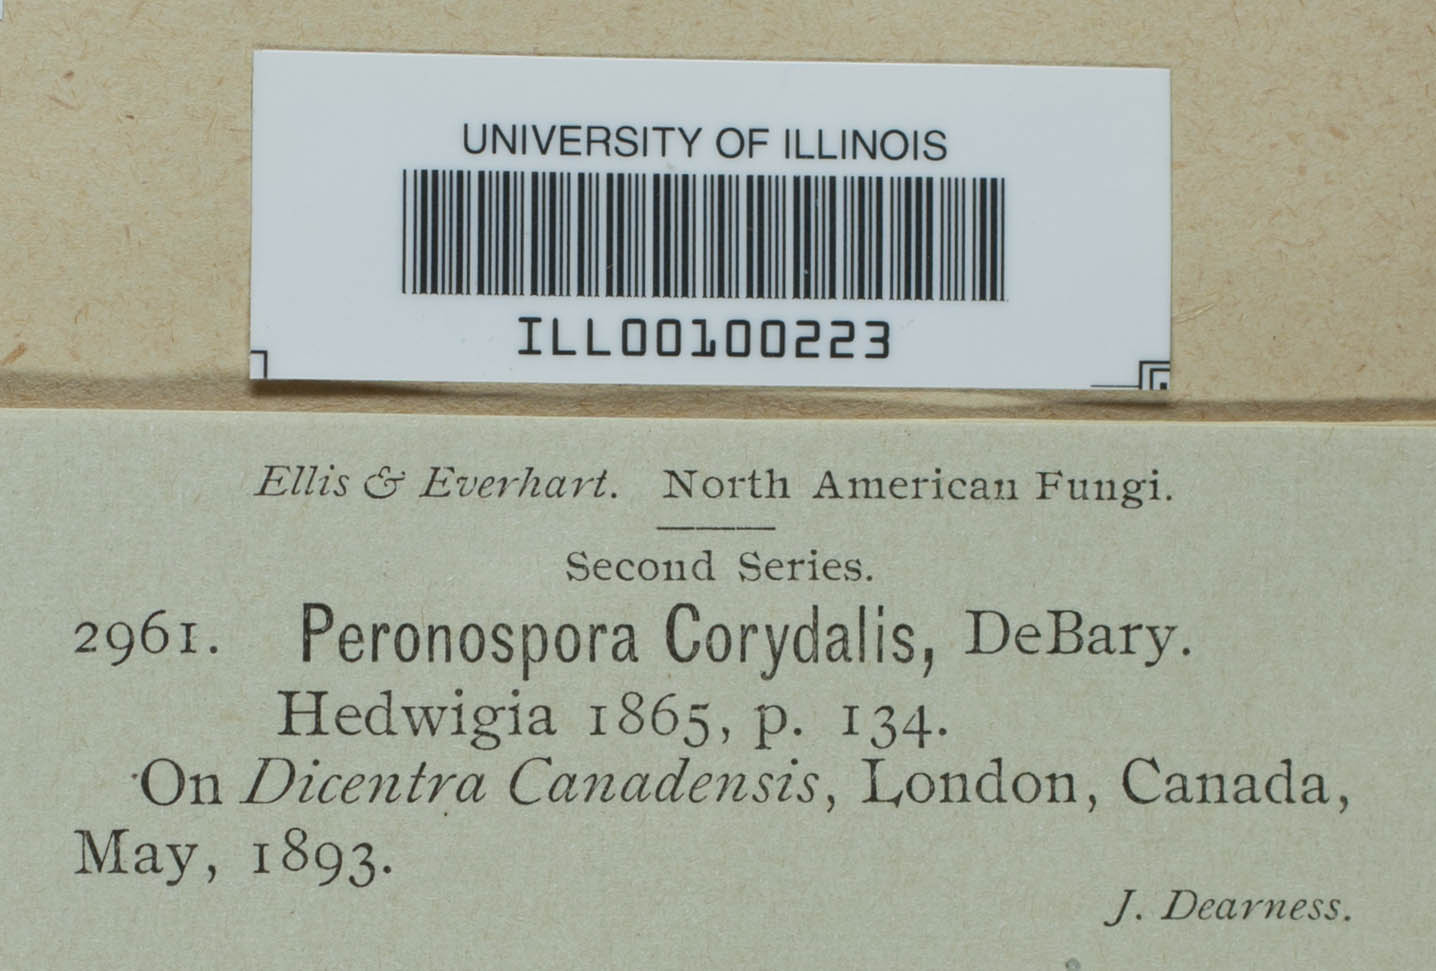 UNIVERSITY OF ILLINOIS
ILL00100223
Ellis & Everhart. North American Fungi.
Second Series.
2961. Peronospora Corydalis, DeBary.
Hedwigia 1865, p. 134.
On Dicentra Canadensis, London, Canada,
May, 1893.
J. Dearness.